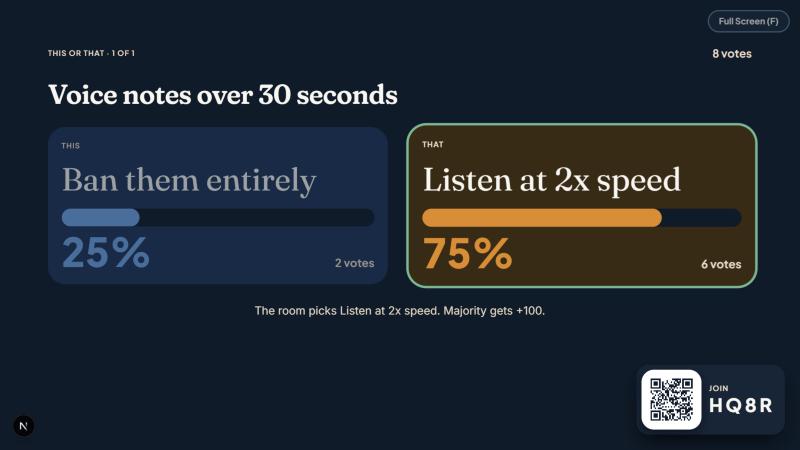 Full Screen (F)
THIS OR THAT · 1 OF 1
8 votes
Voice notes over 30 seconds
THIS
Ban them entirely
25%
2 votes
THAT
Listen at 2x speed
75%
6 votes
The room picks Listen at 2x speed. Majority gets +100.
JOIN
HQ8R
N